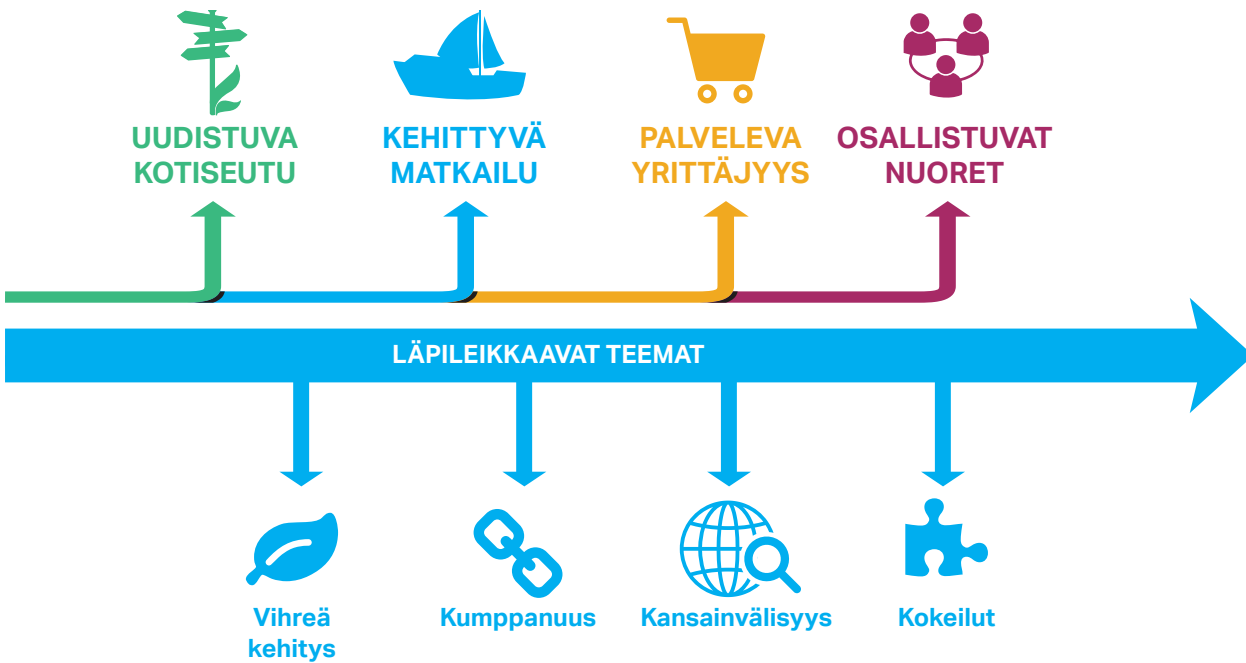 UUDISTUVA
KOTISEUTU
KEHITTYVÄ
MATKAILU
PALVELEVA
YRITTÄJYYS
OSALLISTUVAT
NUORET
LÄPILEIKKAAVAT TEEMAT
Vihreä
kehitys
Kumppanuus
Kansainvälisyys
Kokeilut